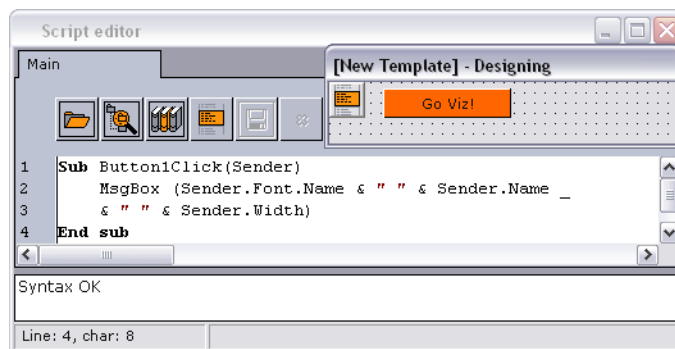 Script editor
Main
[New Template] - Designing
Go Viz!
1 Sub Button1Click(Sender)
2 MsgBox (Sender.Font.Name & " " & Sender.Name _
3 & " " & Sender.Width)
4 End sub
Syntax OK
Line: 4, char: 8